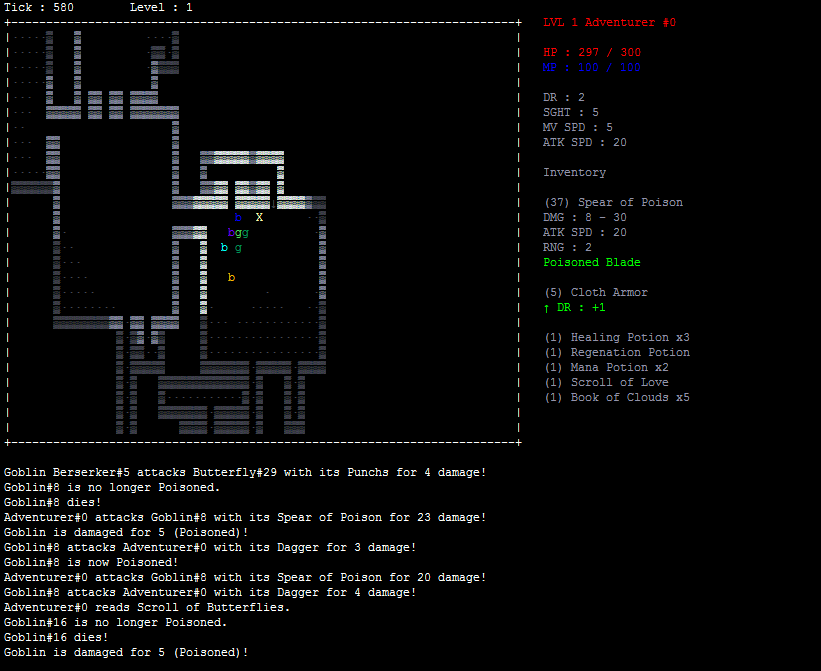 Tick : 580 Level : 1
LVL 1 Adventurer #0
HP : 297 / 300
MP : 100 / 100
DR : 2
SGHT : 5
MV SPD : 5
ATK SPD : 20
Inventory
(37) Spear of Poison
DMG : 8 - 30
ATK SPD : 20
RNG : 2
Poisoned Blade
(5) Cloth Armor
↑ DR : +1
(1) Healing Potion x3
(1) Regenation Potion
(1) Mana Potion x2
(1) Scroll of Love
(1) Book of Clouds x5
b X
bgg
b g
b
Goblin Berserker#5 attacks Butterfly#29 with its Punchs for 4 damage!
Goblin#8 is no longer Poisoned.
Goblin#8 dies!
Adventurer#0 attacks Goblin#8 with its Spear of Poison for 23 damage!
Goblin is damaged for 5 (Poisoned)!
Goblin#8 attacks Adventurer#0 with its Dagger for 3 damage!
Goblin#8 is now Poisoned!
Adventurer#0 attacks Goblin#8 with its Spear of Poison for 20 damage!
Goblin#8 attacks Adventurer#0 with its Dagger for 4 damage!
Adventurer#0 reads Scroll of Butterflies.
Goblin#16 is no longer Poisoned.
Goblin#16 dies!
Goblin is damaged for 5 (Poisoned)!